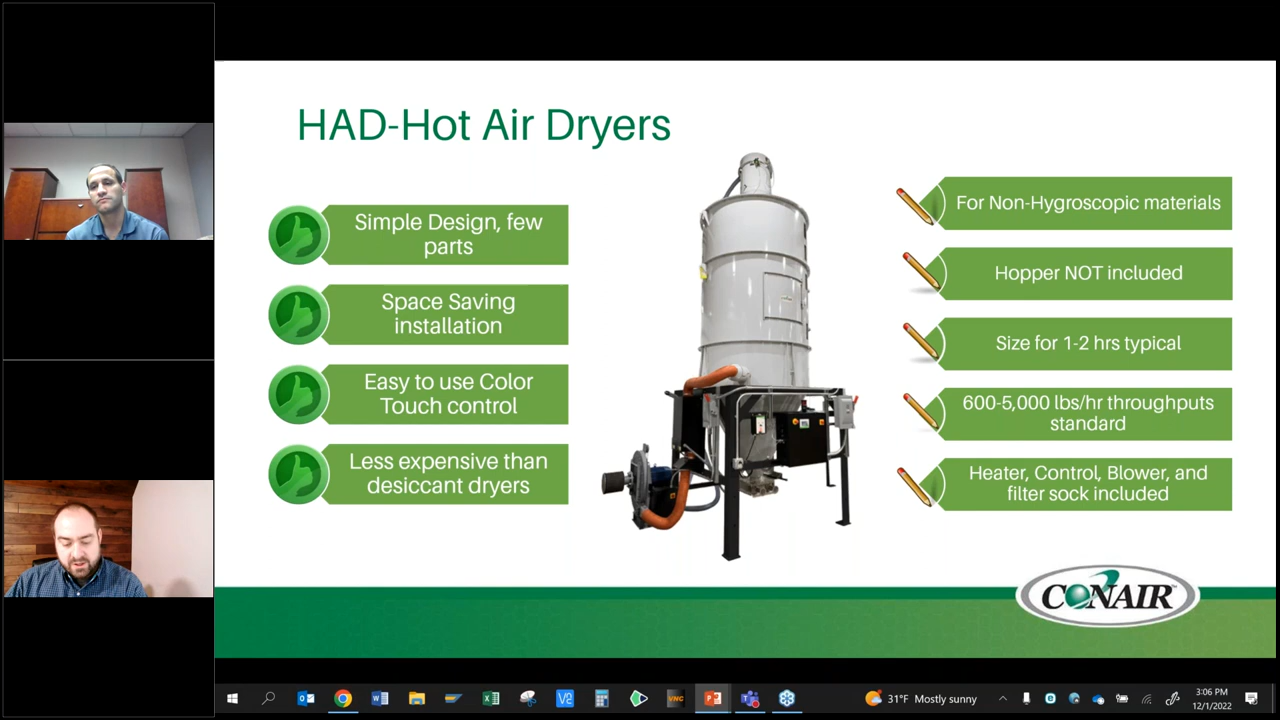 HAD-Hot Air Dryers
Simple Design, few
parts
Space Saving
installation
Easy to use Color
Touch control
Less expensive than
desiccant dryers
For Non-Hygroscopic materials
Hopper NOT included
Size for 1-2 hrs typical
600-5,000 lbs/hr throughputs
standard
Heater, Control, Blower, and
filter sock included
CONAIR
VNC
31°F Mostly sunny
3:06 PM
12/1/2022